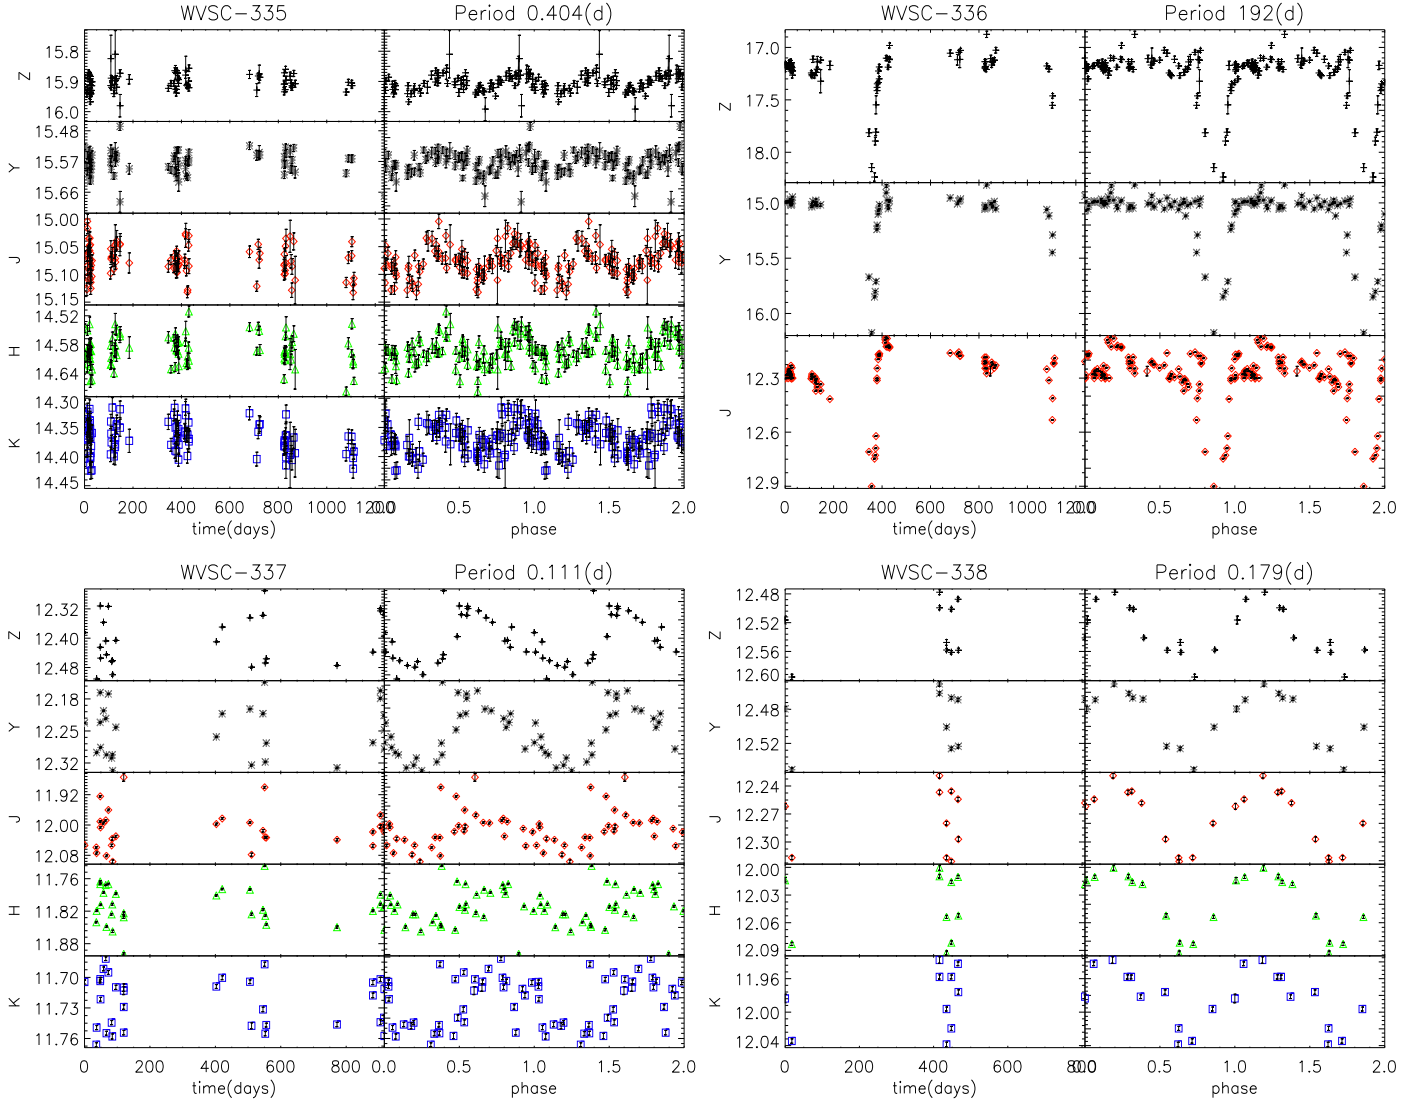 WVSC-335 Period 0.404(d)
Z 15.8 15.9 16.0
Y 15.48 15.57 15.66
J 15.00 15.05 15.10 15.15
H 14.52 14.58 14.64
K 14.30 14.35 14.40 14.45
0 200 400 600 800 1000 0.5 1.0 1.5 2.0
time(days) phase
WVSC-336 Period 192(d)
Z 17.0 17.5 18.0
Y 15.0 15.5 16.0
J 12.3 12.6 12.9
0 200 400 600 800 1000 0.5 1.0 1.5 2.0
time(days) phase
WVSC-337 Period 0.111(d)
Z 12.32 12.40 12.48
Y 12.18 12.25 12.32
J 11.92 12.00 12.08
H 11.76 11.82 11.88
K 11.70 11.73 11.76
0 200 400 600 800 0.0 0.5 1.0 1.5 2.0
time(days) phase
WVSC-338 Period 0.179(d)
Z 12.48 12.52 12.56 12.60
Y 12.48 12.52
J 12.24 12.27 12.30
H 12.00 12.03 12.06 12.09
K 11.96 12.00 12.04
0 200 400 600 0.5 1.0 1.5 2.0
time(days) phase